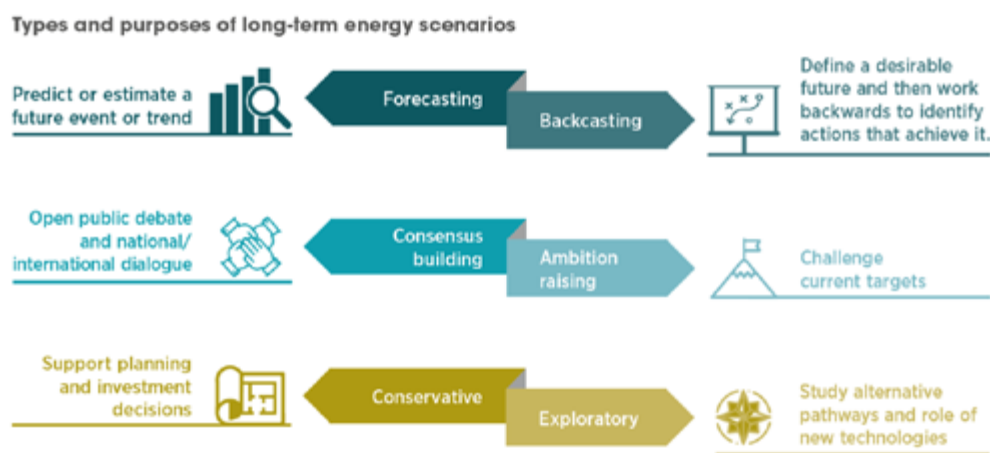 Types and purposes of long-term energy scenarios
Predict or estimate a
future event or trend
Forecasting
Backcasting
Define a desirable
future and then work
backwards to identify
actions that achieve it.
Open public debate
and national/
international dialogue
Consensus
building
Ambition
raising
Challenge
current targets
Support planning
and investment
decisions
Conservative
Exploratory
Study alternative
pathways and role of
new technologies